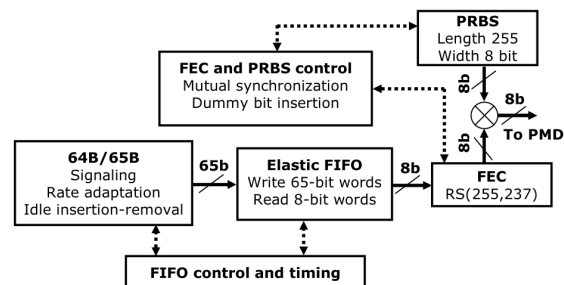 PRBS
Length 255
Width 8 bit
FEC and PRBS control
Mutual synchronization
Dummy bit insertion
8b
8b
To PMD
8b
64B/65B
Signaling
Rate adaptation
Idle insertion-removal
65b
Elastic FIFO
Write 65-bit words
Read 8-bit words
8b
FEC
RS(255,237)
FIFO control and timing